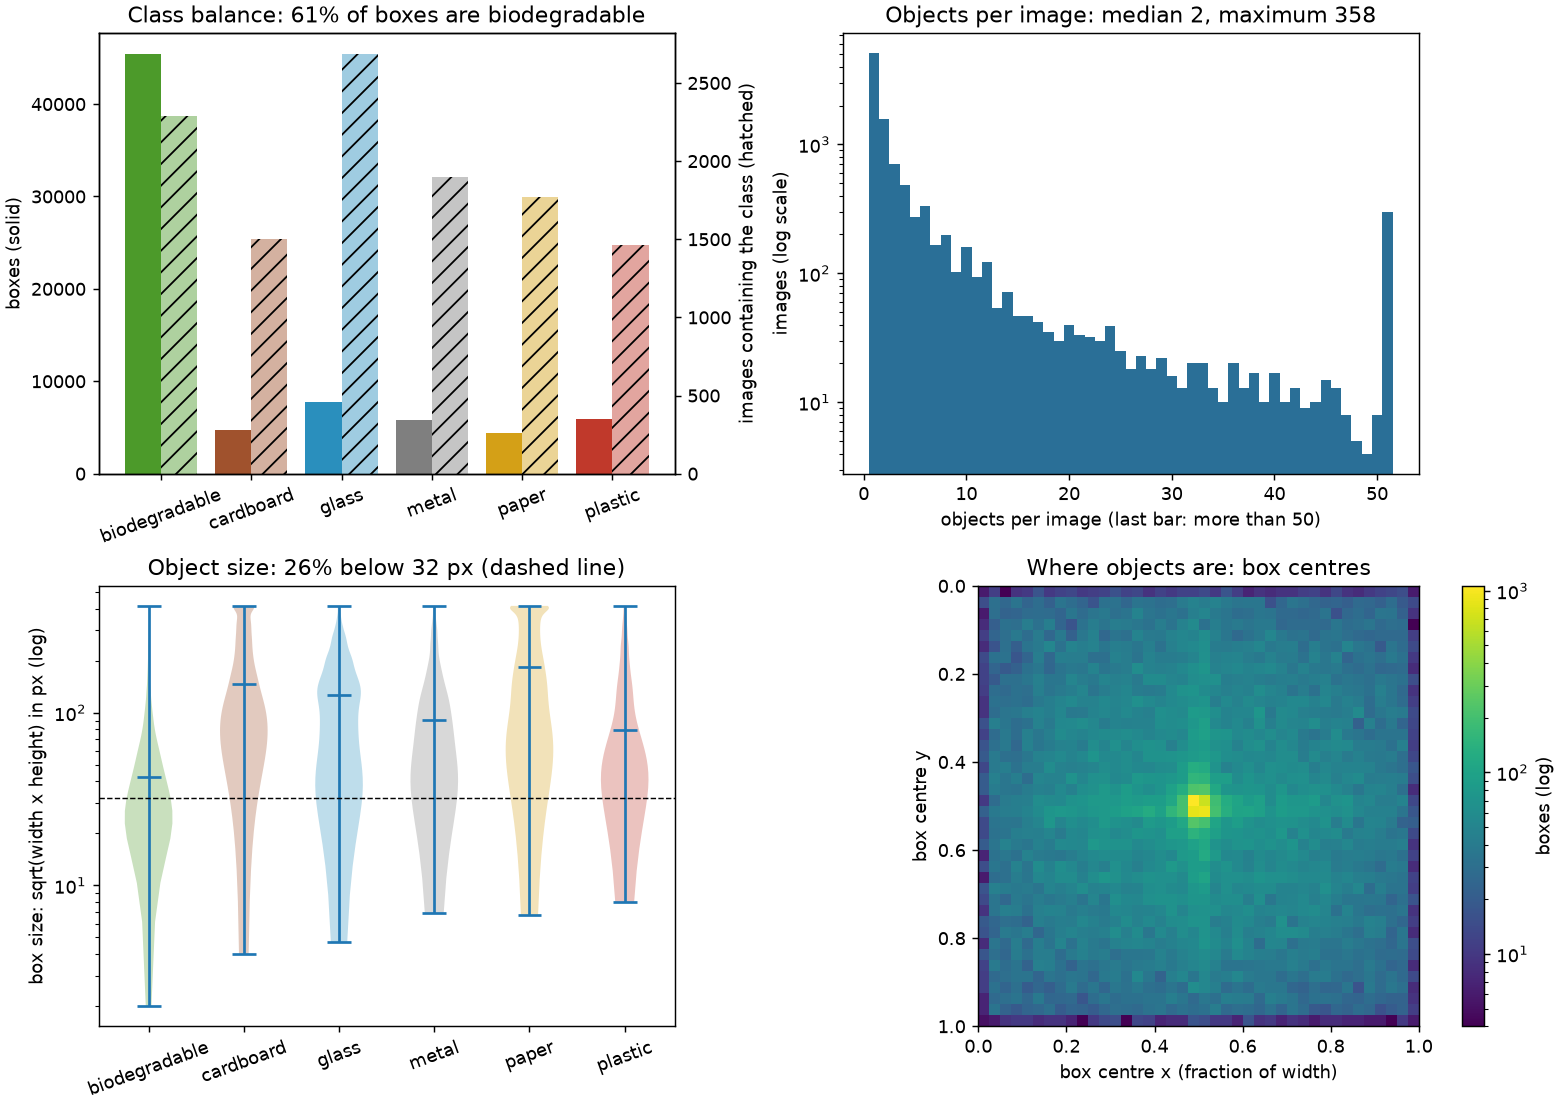 Class balance: 61% of boxes are biodegradable
boxes (solid)
40000
30000
20000
10000
0
2500
2000
1500
1000
500
0
images containing the class (hatched)
biodegradable
cardboard
glass
metal
paper
plastic
Objects per image: median 2, maximum 358
images (log scale)
10³
10²
10¹
0 10 20 30 40 50
objects per image (last bar: more than 50)
Object size: 26% below 32 px (dashed line)
box size: sqrt(width x height) in px (log)
10²
10¹
biodegradable
cardboard
glass
metal
paper
plastic
Where objects are: box centres
box centre y
0.0
0.2
0.4
0.6
0.8
1.0
0.0 0.2 0.4 0.6 0.8 1.0
box centre x (fraction of width)
10³
10²
10¹
boxes (log)